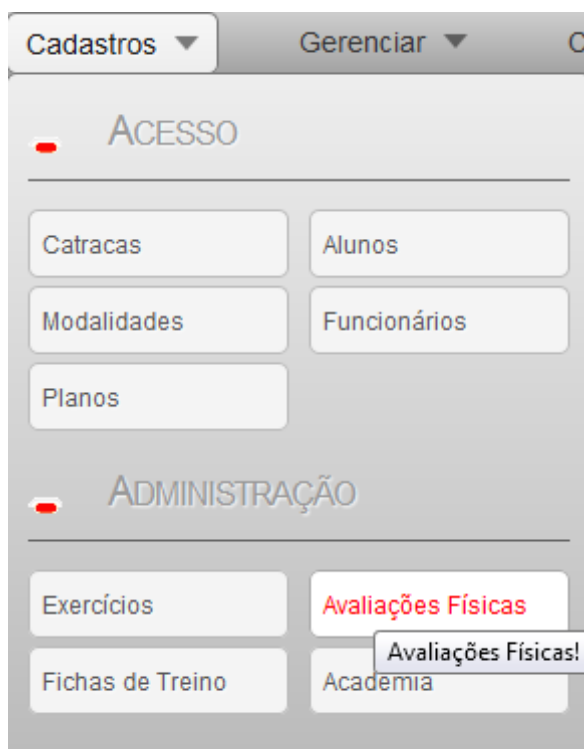 Cadastros Gerenciar
ACESSO
Catracas Alunos
Modalidades Funcionários
Planos
ADMINISTRAÇÃO
Exercícios Avaliações Físicas
Avaliações Físicas!
Fichas de Treino Academia